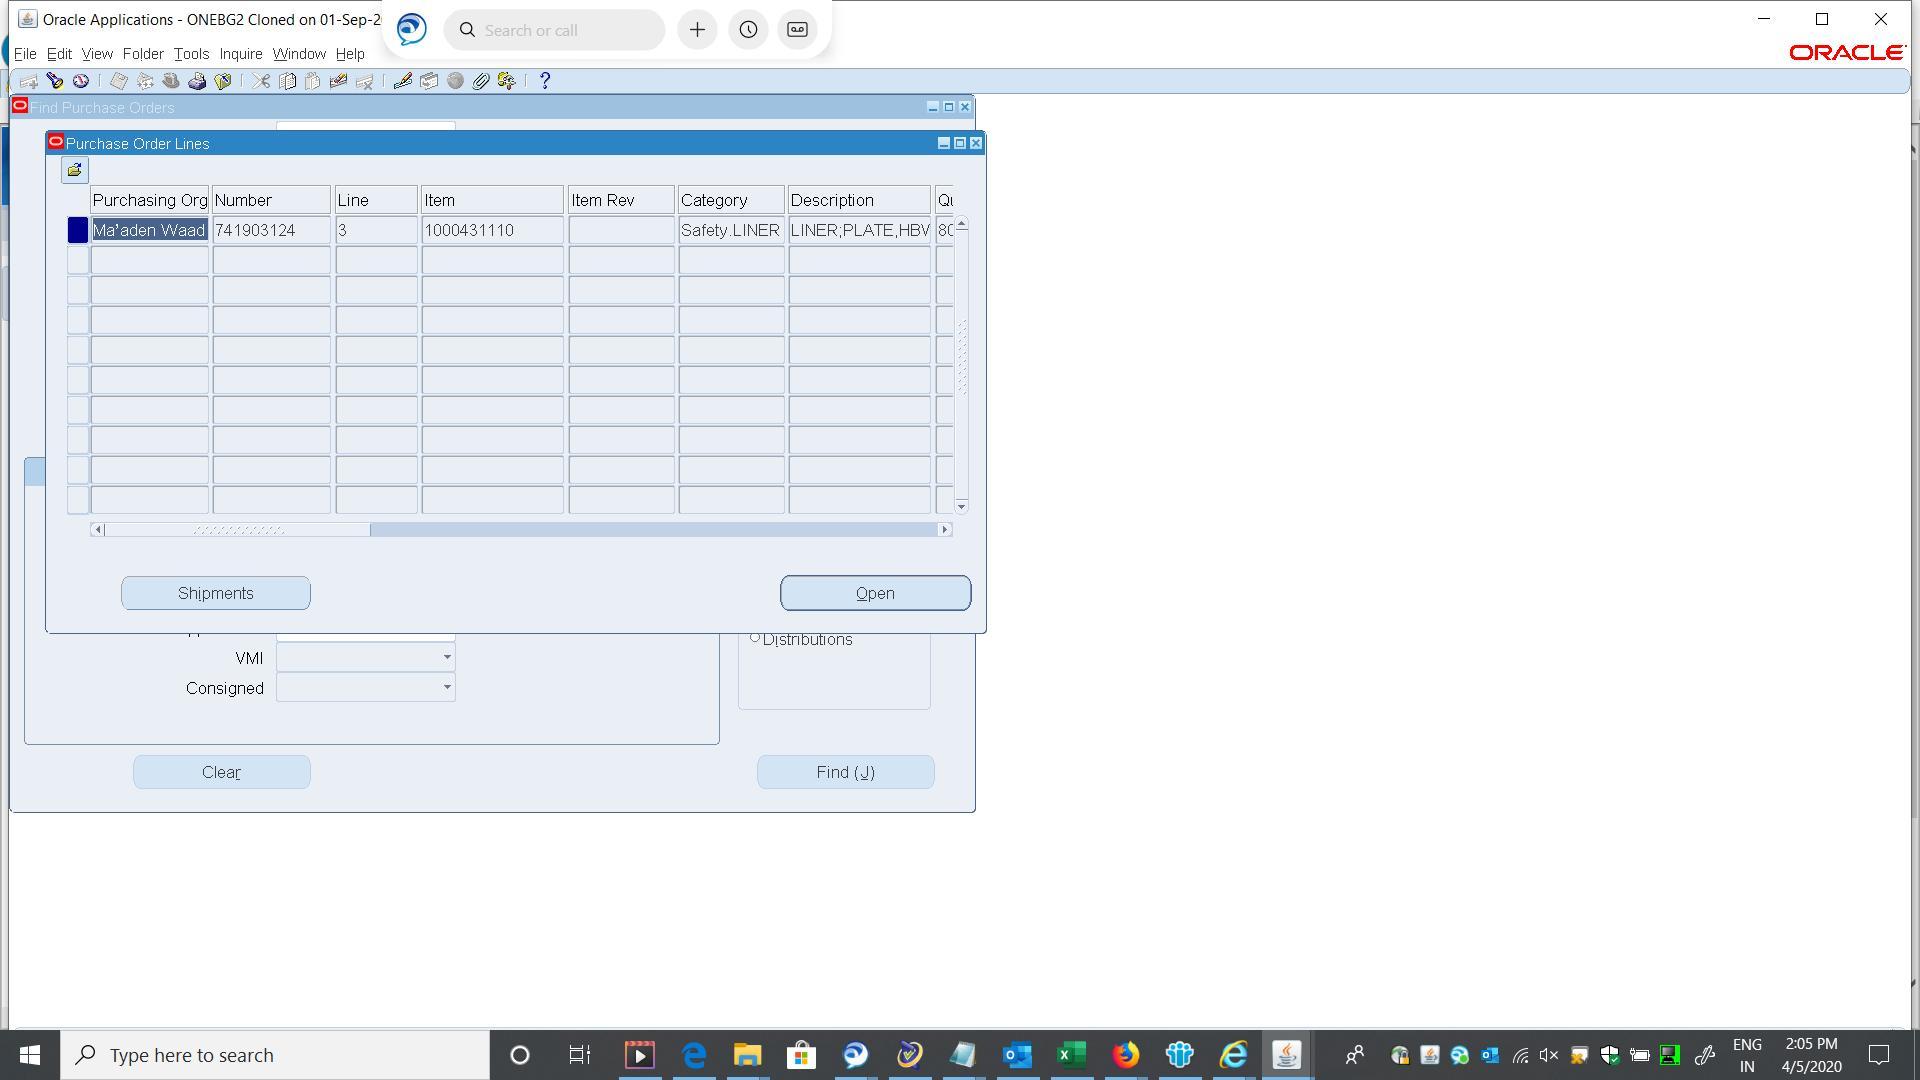 Oracle Applications - ONEBG2 Cloned on 01-Sep-2
Search or call
File Edit View Folder Tools Inquire Window Help
ORACLE
Find Purchase Orders
Purchase Order Lines
Purchasing Org Number Line Item Item Rev Category Description
Ma'aden Waad 741903124 3 1000431110 Safety.LINER LINER;PLATE,HBV 80
Shipments Open
Distributions
VMI
Consigned
Clear Find (J)
Type here to search
ENG
IN
2:05 PM
4/5/2020